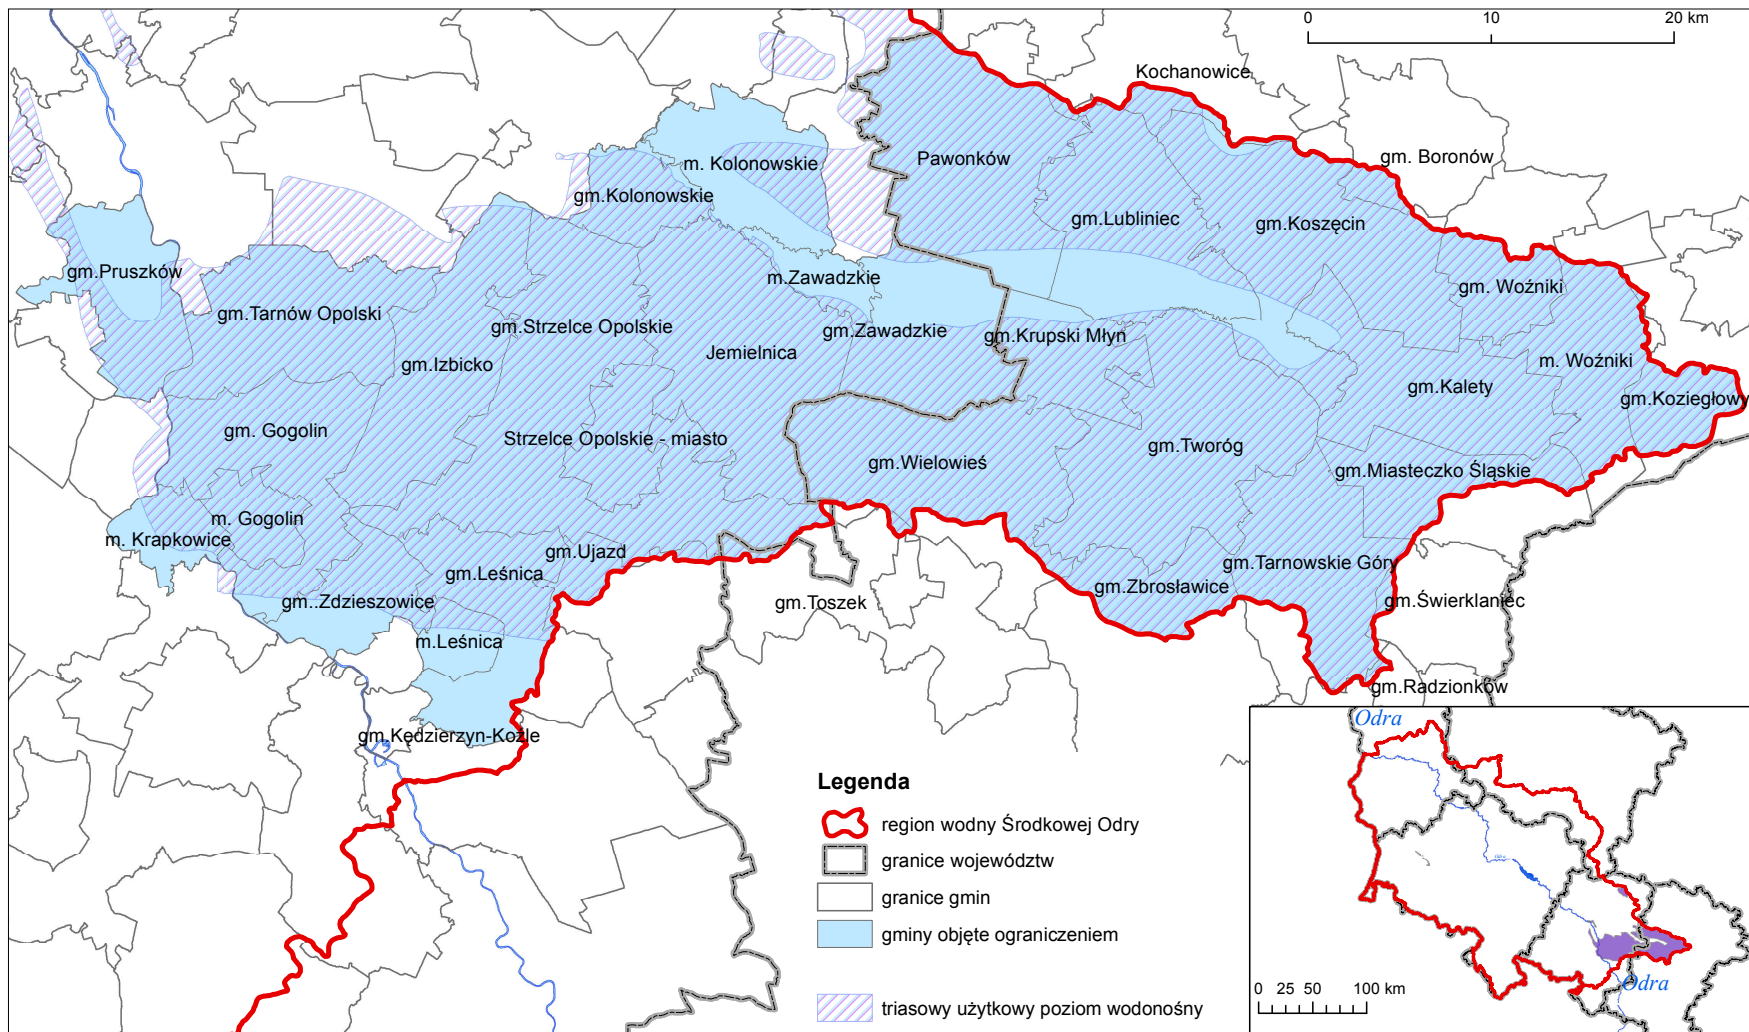 0 10 20 km
Kochanowice
gm. Boronów
Pawonków
m. Kolonowskie
gm.Kolonowskie
gm.Lubliniec
gm.Koszęcin
gm.Pruszków
m.Zawadzkie
gm. Woźniki
gm.Tarnów Opolski
gm.Strzelce Opolskie
gm.Zawadzkie
gm.Krupski Młyn
Jemielnica
gm.Izbicko
m. Woźniki
gm.Kalety
gm.Koziegłowy
gm. Gogolin
Strzelce Opolskie - miasto
gm.Tworóg
gm.Wielowieś
gm.Miasteczko Śląskie
m. Gogolin
m. Krapkowice
gm.Ujazd
gm.Leśnica
gm.Tarnowskie Góry
gm.Zbrosławice
gm..Zdzieszowice
gm.Toszek
gm.Świerklaniec
m.Leśnica
gm.Radzionków
gm.Kędzierzyn-Koźle
Legenda
region wodny Środkowej Odry
granice województw
granice gmin
gminy objęte ograniczeniem
triasowy użytkowy poziom wodonośny
Odra
Odra
0 25 50 100 km